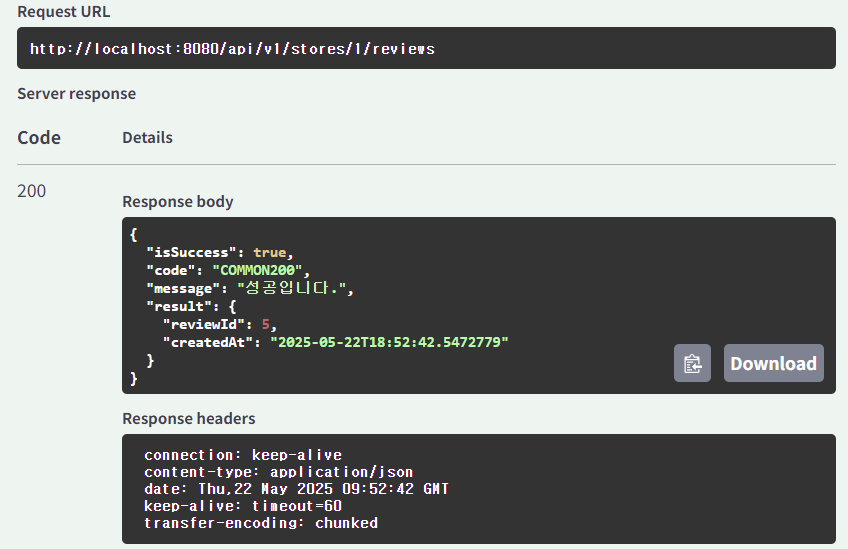 Request URL
http://localhost:8080/api/v1/stores/1/reviews
Server response
Code Details
200
Response body
{
"isSuccess": true,
"code": "COMMON200",
"message": "성공입니다.",
"result": {
"reviewId": 5,
"createdAt": "2025-05-22T18:52:42.5472779"
}
}
Download
Response headers
connection: keep-alive
content-type: application/json
date: Thu,22 May 2025 09:52:42 GMT
keep-alive: timeout=60
transfer-encoding: chunked